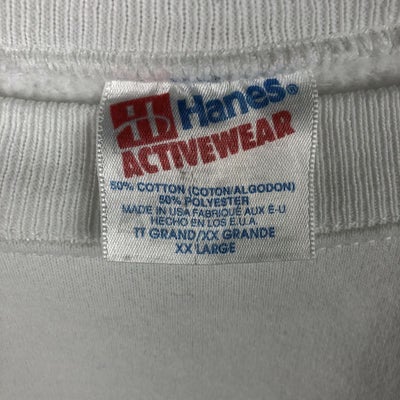 Hanes®
ACTIVEWEAR
50% COTTON (COTON/ALGODON)
50% POLYESTER
MADE IN USA FABRIQUÉ AUX É-U
HECHO EN LOS E.U.A.
TT GRAND/XX GRANDE
XX LARGE